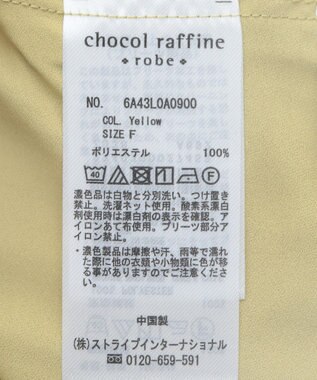 chocol raffine
• robe •
NO. 6A43L0A0900
COL. Yellow
SIZE F
ポリエステル 100%
40
F
濃色品は白物と分別洗い。つけ置き
禁止。洗濯ネット使用。酸素系漂白
剤使用時は漂白剤の表示を確認。ア
イロンあて布使用。プリーツ部分ア
イロン禁止。
・濃色製品は摩擦や汗、雨等で濡れ
た際に他の衣類や小物類に色が移
る事がありますのでご注意くださ
い。
中国製
(株)ストライプインターナショナル
0120-659-591